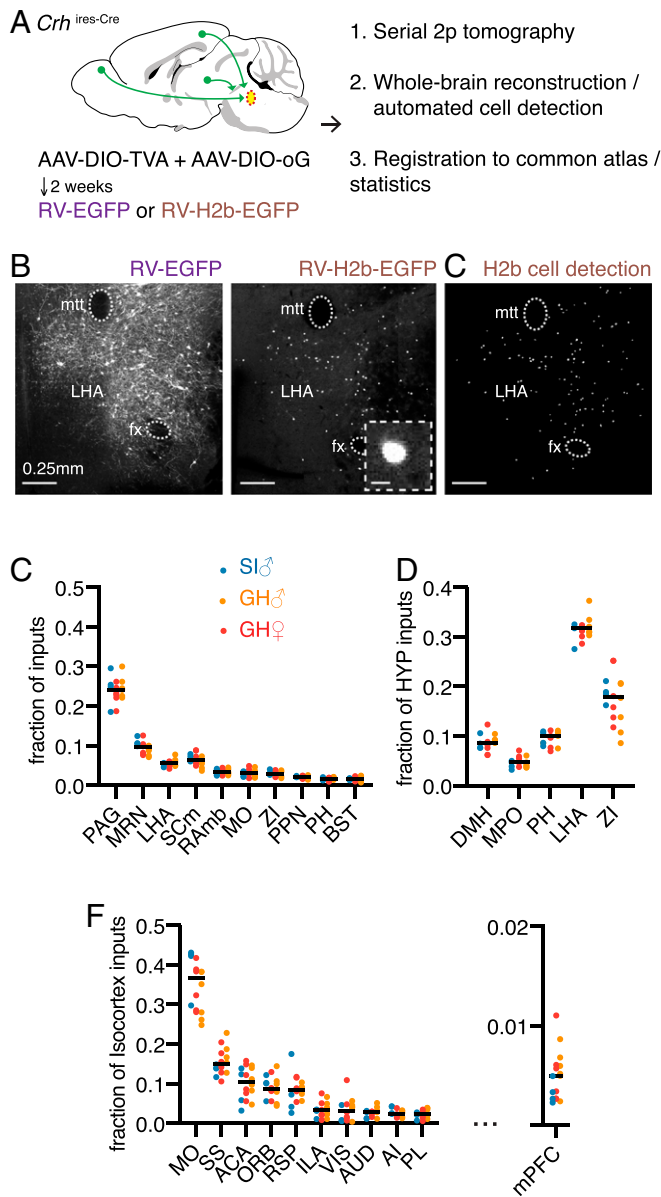 A Crh ires-Cre
AAV-DIO-TVA + AAV-DIO-oG
↓2 weeks
RV-EGFP or RV-H2b-EGFP
→
1. Serial 2p tomography
2. Whole-brain reconstruction /
automated cell detection
3. Registration to common atlas /
statistics
B RV-EGFP RV-H2b-EGFP C H2b cell detection
mtt
LHA
fx
0.25mm
mtt
LHA
fx
mtt
LHA
fx
C
SI♂
GH♂
GH♀
fraction of inputs
0.5
0.4
0.3
0.2
0.1
0.0
PAG MRN LHA SCm RAmb MO ZI PPN PH BST
D
fraction of HYP inputs
0.4
0.3
0.2
0.1
0.0
DMH MPO PH LHA ZI
F
fraction of Isocortex inputs
0.5
0.4
0.3
0.2
0.1
0.0
MO SS ACA ORB RSP ILA VIS AUD AI PL
...
0.02
0.01
mPFC